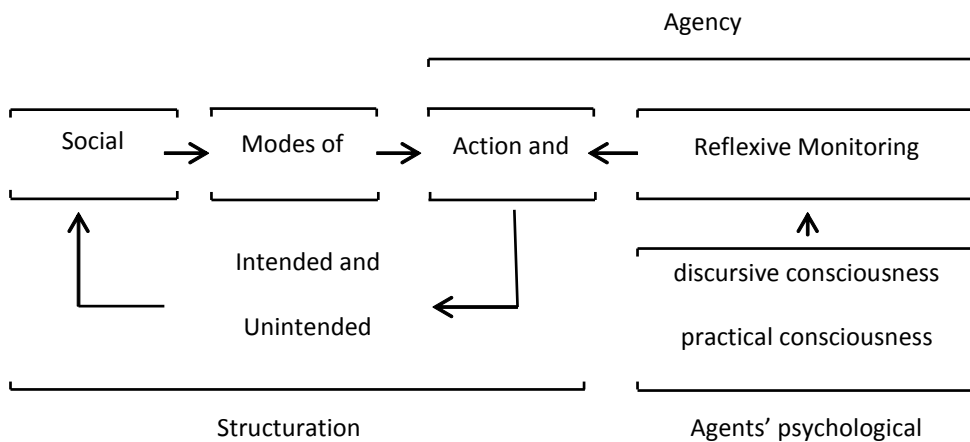 Agency
Social
Modes of
Action and
Reflexive Monitoring
Intended and
Unintended
discursive consciousness
practical consciousness
Structuration
Agents’ psychological